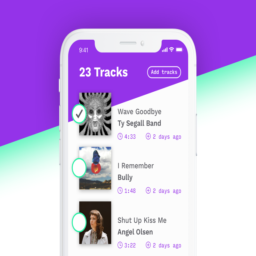 9:41
23 Tracks
Add tracks
Wave Goodbye
Ty Segall Band
4:33
2 days ago
I Remember
Bully
1:40
2 days ago
Shut Up Kiss Me
Angel Olsen
3:22
2 days ago